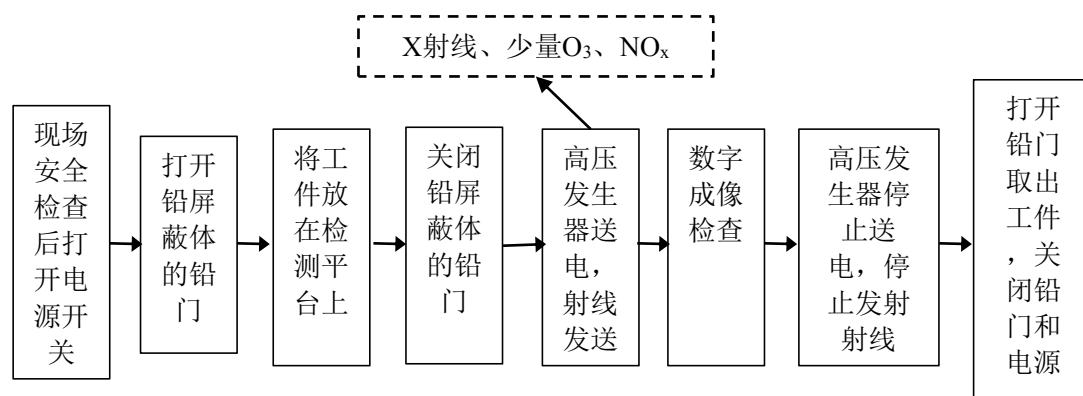 X射线、少量O₃、NOₓ
现场
安全
检查
后打
开电
源开
关
打开
铅屏
蔽体
的铅
门
将工
件放
在检
测平
台上
关闭
铅屏
蔽体
的铅
门
高压
发生
器送
电，
射线
发送
数字
成像
检查
高压发
生器停
止送
电，停
止发射
射线
打开
铅门
取出
工件
，关
闭铅
门和
电源